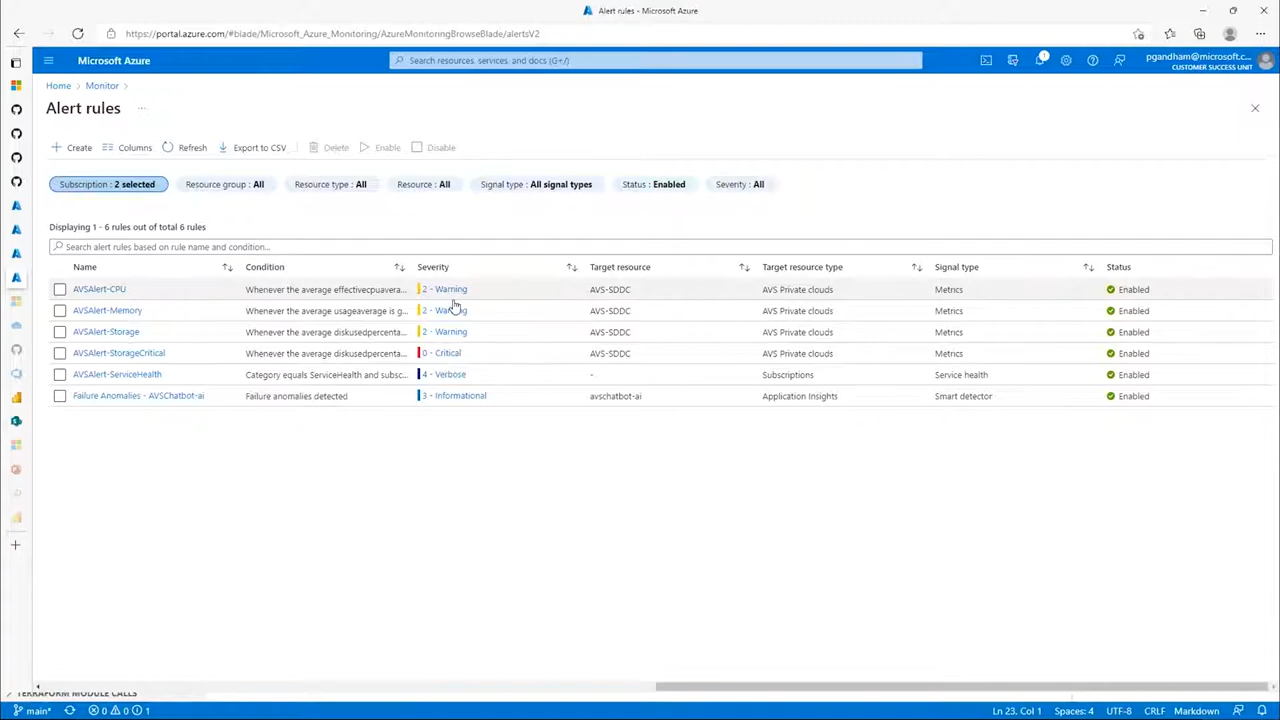 Alert rules - Microsoft Azure
https://portal.azure.com/#blade/Microsoft_Azure_Monitoring/AzureMonitoringBrowseBlade/alertsV2
Microsoft Azure
Search resources, services, and docs (G+/)
1
pgandham@microsoft.c...
CUSTOMER SUCCESS UNIT
Home > Monitor >
Alert rules ...
Create Columns Refresh Export to CSV Delete Enable Disable
Subscription : 2 selected Resource group : All Resource type : All Resource : All Signal type : All signal types Status : Enabled Severity : All
Displaying 1 - 6 rules out of total 6 rules
Search alert rules based on rule name and condition...
Name Condition Severity Target resource Target resource type Signal type Status
AVSAlert-CPU Whenever the average effectivecpuavera... 2 - Warning AVS-SDDC AVS Private clouds Metrics Enabled
AVSAlert-Memory Whenever the average usageaverage is g... 2 - Warning AVS-SDDC AVS Private clouds Metrics Enabled
AVSAlert-Storage Whenever the average diskusedpercenta... 2 - Warning AVS-SDDC AVS Private clouds Metrics Enabled
AVSAlert-StorageCritical Whenever the average diskusedpercenta... 0 - Critical AVS-SDDC AVS Private clouds Metrics Enabled
AVSAlert-ServiceHealth Category equals ServiceHealth and subsc... 4 - Verbose - Subscriptions Service health Enabled
Failure Anomalies - AVSChatbot-ai Failure anomalies detected 3 - Informational avschatbot-ai Application Insights Smart detector Enabled
TERRAFORM MODULE CALLS
main* 0 0 1 Ln 23, Col 1 Spaces: 4 UTF-8 CRLF Markdown